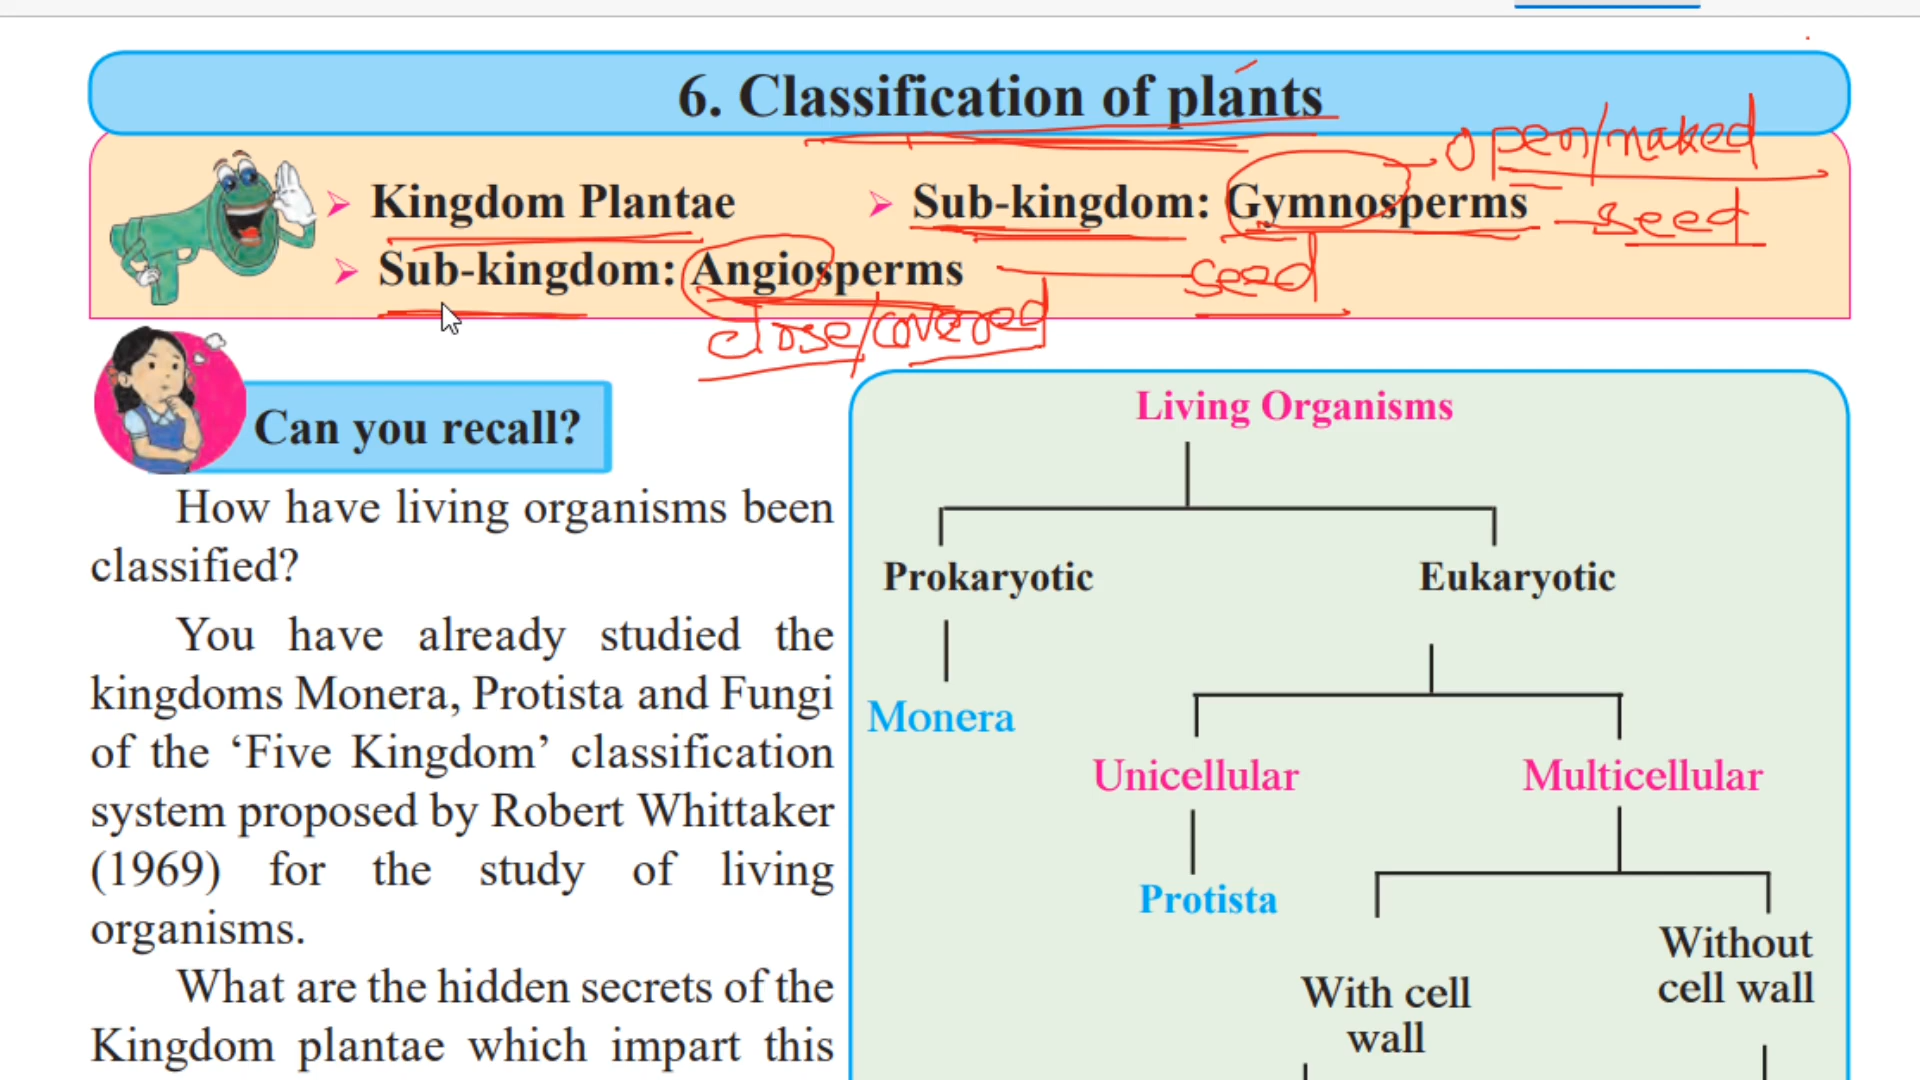 6. Classification of plants
open/naked
Kingdom Plantae
Sub-kingdom: Gymnosperms
seed
Sub-kingdom: Angiosperms
seed
close/covered
Can you recall?
How have living organisms been
classified?
You have already studied the
kingdoms Monera, Protista and Fungi
of the ‘Five Kingdom’ classification
system proposed by Robert Whittaker
(1969) for the study of living
organisms.
What are the hidden secrets of the
Kingdom plantae which impart this
Living Organisms
Prokaryotic
Eukaryotic
Monera
Unicellular
Multicellular
Protista
With cell
wall
Without
cell wall